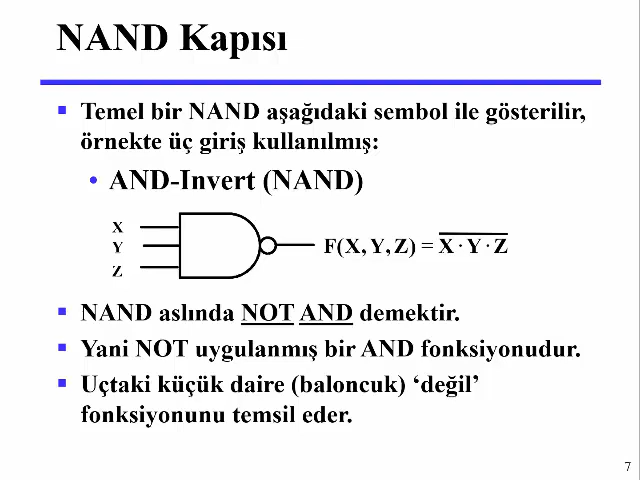 NAND Kapısı
▪ Temel bir NAND aşağıdaki sembol ile gösterilir,
örnekte üç giriş kullanılmış:
• AND-Invert (NAND)
X
Y
Z
F(X, Y, Z) = X̅ ̅·̅ ̅Y̅ ̅·̅ ̅Z̅
▪ NAND aslında NOT AND demektir.
▪ Yani NOT uygulanmış bir AND fonksiyonudur.
▪ Uçtaki küçük daire (baloncuk) ‘değil’
fonksiyonunu temsil eder.
7